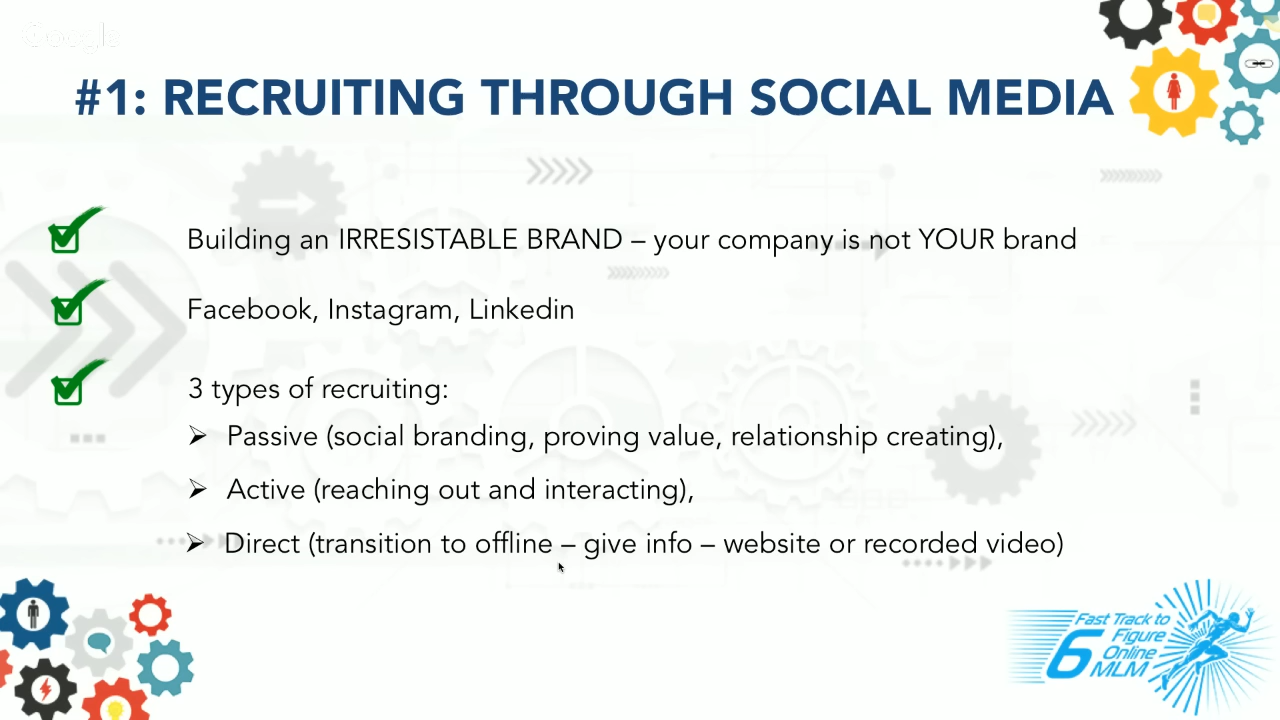 Google
#1: RECRUITING THROUGH SOCIAL MEDIA
Building an IRRESISTABLE BRAND – your company is not YOUR brand
Facebook, Instagram, Linkedin
3 types of recruiting:
Passive (social branding, proving value, relationship creating),
Active (reaching out and interacting),
Direct (transition to offline – give info – website or recorded video)
Fast Track to
6 Figure
Online
MLM